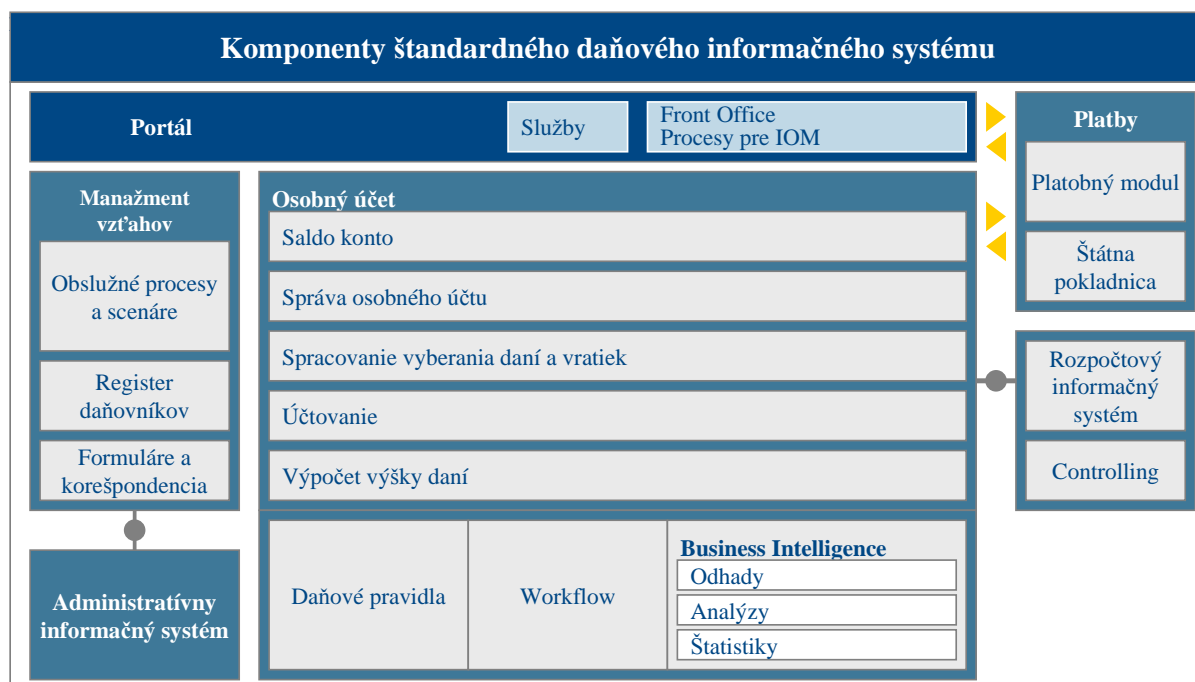 Komponenty štandardného daňového informačného systému
Portál
Služby
Front Office
Procesy pre IOM
Platby
Platobný modul
Štátna
pokladnica
Manažment
vzťahov
Obslužné procesy
a scenáre
Register
daňovníkov
Formuláre a
korešpondencia
Osobný účet
Saldo konto
Správa osobného účtu
Spracovanie vyberania daní a vratiek
Účtovanie
Výpočet výšky daní
Rozpočtový
informačný
systém
Controlling
Administratívny
informačný systém
Daňové pravidla
Workflow
Business Intelligence
Odhady
Analýzy
Štatistiky